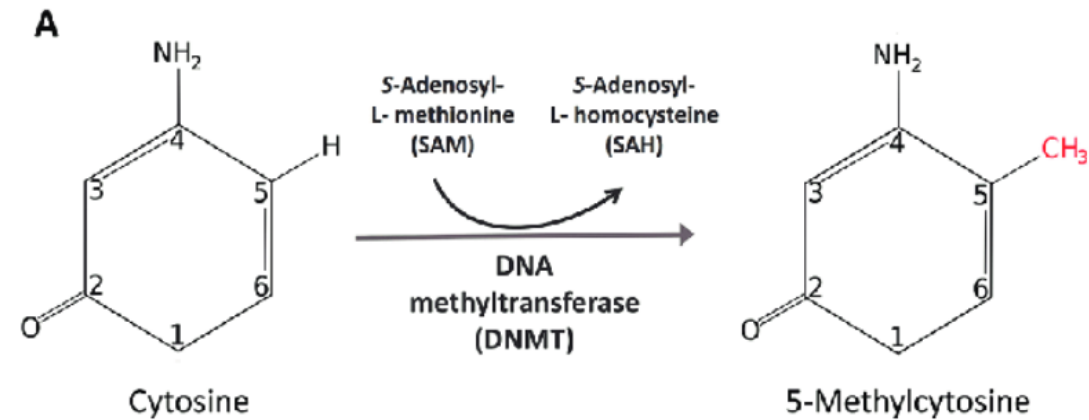 A
NH₂
4
H
3
5
2
6
O
1
Cytosine
S-Adenosyl-
L- methionine
(SAM)
S-Adenosyl-
L- homocysteine
(SAH)
DNA
methyltransferase
(DNMT)
NH₂
4
CH₃
3
5
2
6
O
1
5-Methylcytosine